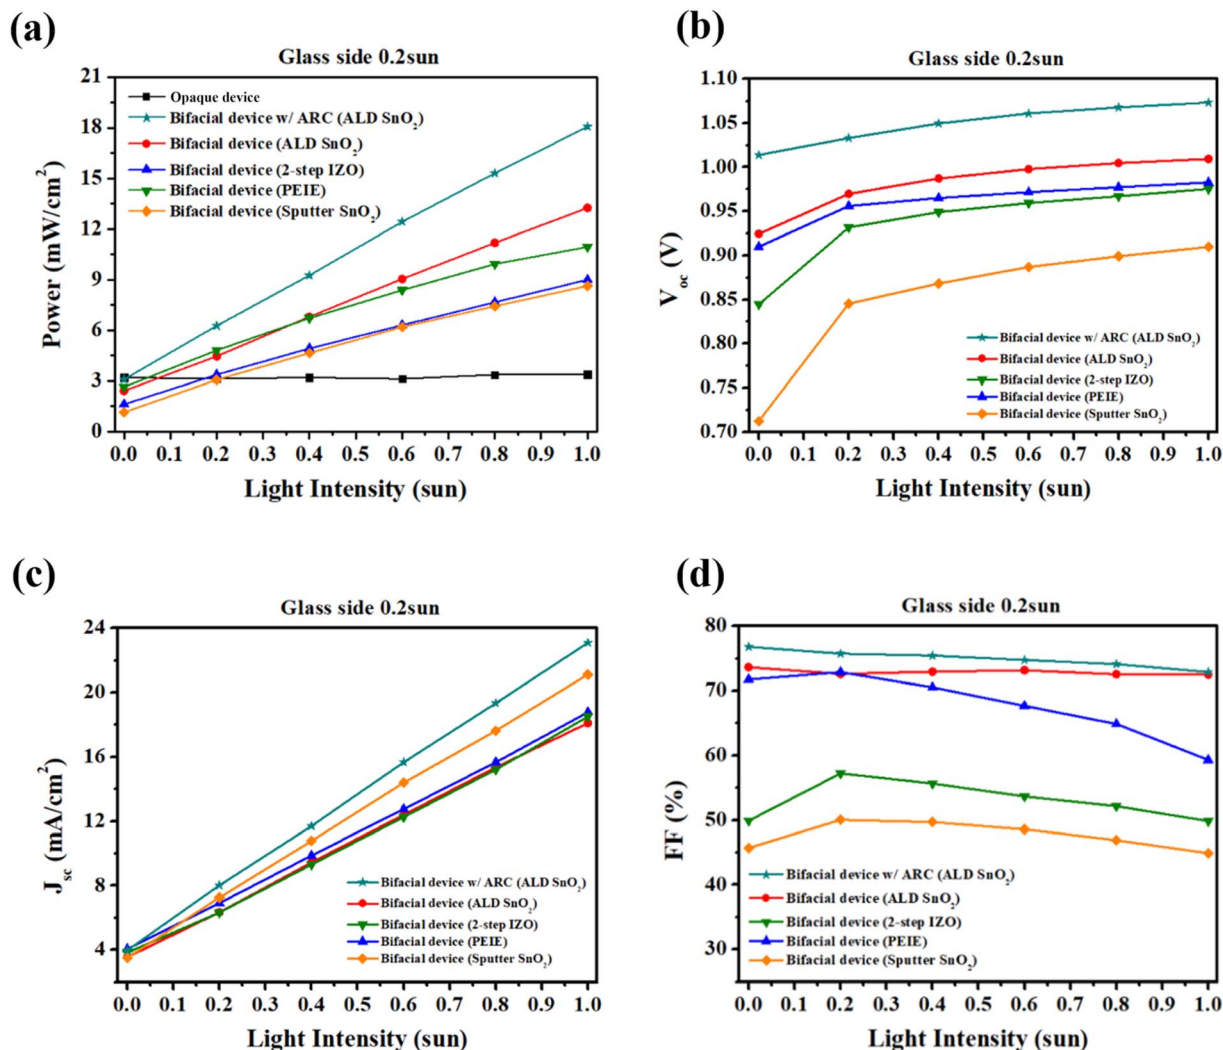 (a)
Glass side 0.2sun
Power (mW/cm²)
21
18
15
12
9
6
3
0
Opaque device
Bifacial device w/ ARC (ALD SnO₂)
Bifacial device (ALD SnO₂)
Bifacial device (2-step IZO)
Bifacial device (PEIE)
Bifacial device (Sputter SnO₂)
0.0 0.1 0.2 0.3 0.4 0.5 0.6 0.7 0.8 0.9 1.0
Light Intensity (sun)
(b)
Glass side 0.2sun
Voc (V)
1.10
1.05
1.00
0.95
0.90
0.85
0.80
0.75
0.70
Bifacial device w/ ARC (ALD SnO₂)
Bifacial device (ALD SnO₂)
Bifacial device (2-step IZO)
Bifacial device (PEIE)
Bifacial device (Sputter SnO₂)
0.0 0.1 0.2 0.3 0.4 0.5 0.6 0.7 0.8 0.9 1.0
Light Intensity (sun)
(c)
Glass side 0.2sun
Jsc (mA/cm²)
24
20
16
12
8
4
Bifacial device w/ ARC (ALD SnO₂)
Bifacial device (ALD SnO₂)
Bifacial device (2-step IZO)
Bifacial device (PEIE)
Bifacial device (Sputter SnO₂)
0.0 0.1 0.2 0.3 0.4 0.5 0.6 0.7 0.8 0.9 1.0
Light Intensity (sun)
(d)
Glass side 0.2sun
FF (%)
80
70
60
50
40
30
Bifacial device w/ ARC (ALD SnO₂)
Bifacial device (ALD SnO₂)
Bifacial device (2-step IZO)
Bifacial device (PEIE)
Bifacial device (Sputter SnO₂)
0.0 0.1 0.2 0.3 0.4 0.5 0.6 0.7 0.8 0.9 1.0
Light Intensity (sun)